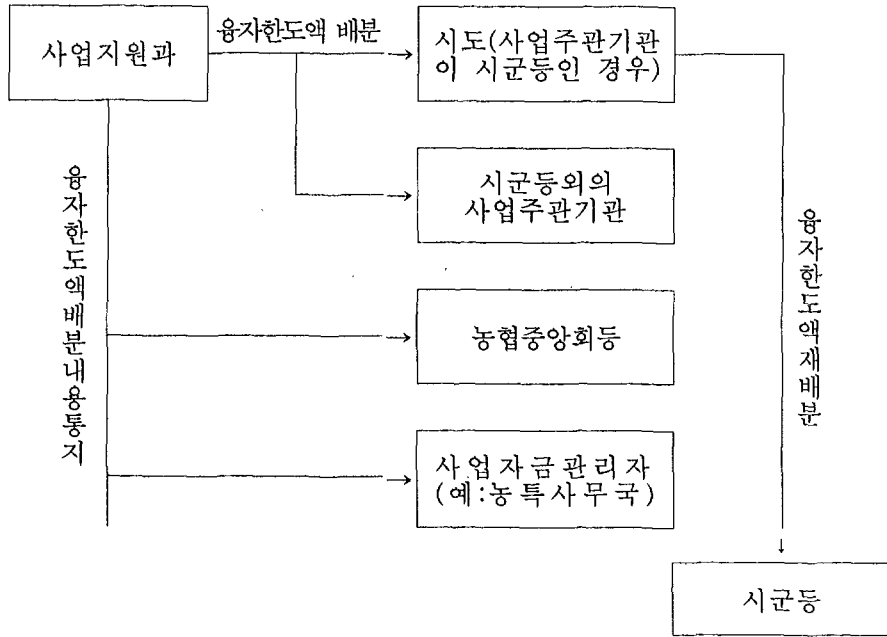 융자한도액 배분
사업지원과
시도(사업주관기관
이 시군등인 경우)
시군등외의
사업주관기관
융자한도액배분내용통지
융자한도액재배분
농협중앙회등
사업자금관리자
(예:농특사무국)
시군등